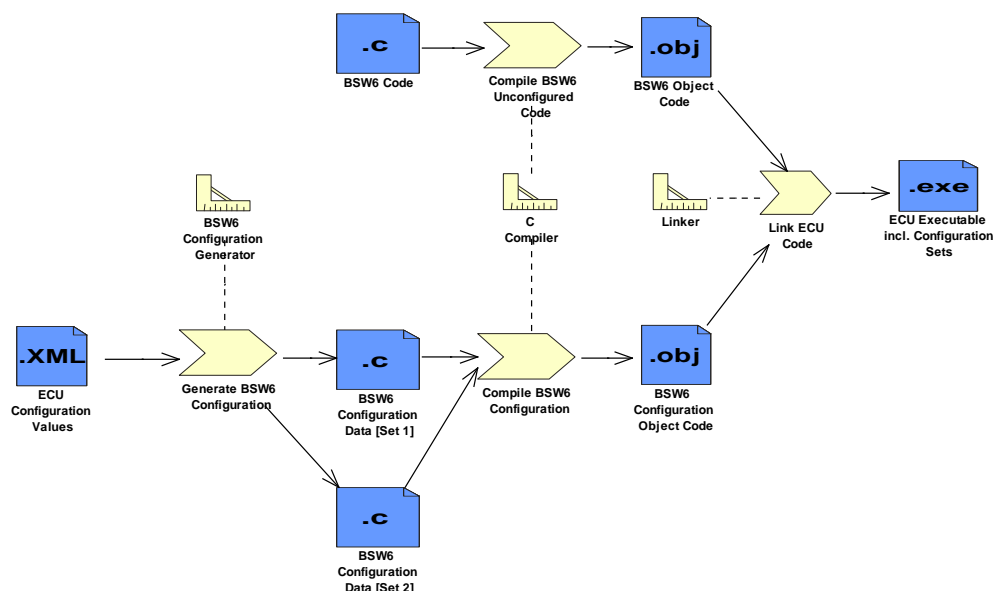 .c
BSW6 Code
Compile BSW6
Unconfigured
Code
.obj
BSW6 Object
Code
BSW6
Configuration
Generator
C
Compiler
Linker
Link ECU
Code
.exe
ECU Executable
incl. Configuration
Sets
.XML
ECU
Configuration
Values
Generate BSW6
Configuration
.c
BSW6
Configuration
Data [Set 1]
Compile BSW6
Configuration
.obj
BSW6
Configuration
Object Code
.c
BSW6
Configuration
Data [Set 2]